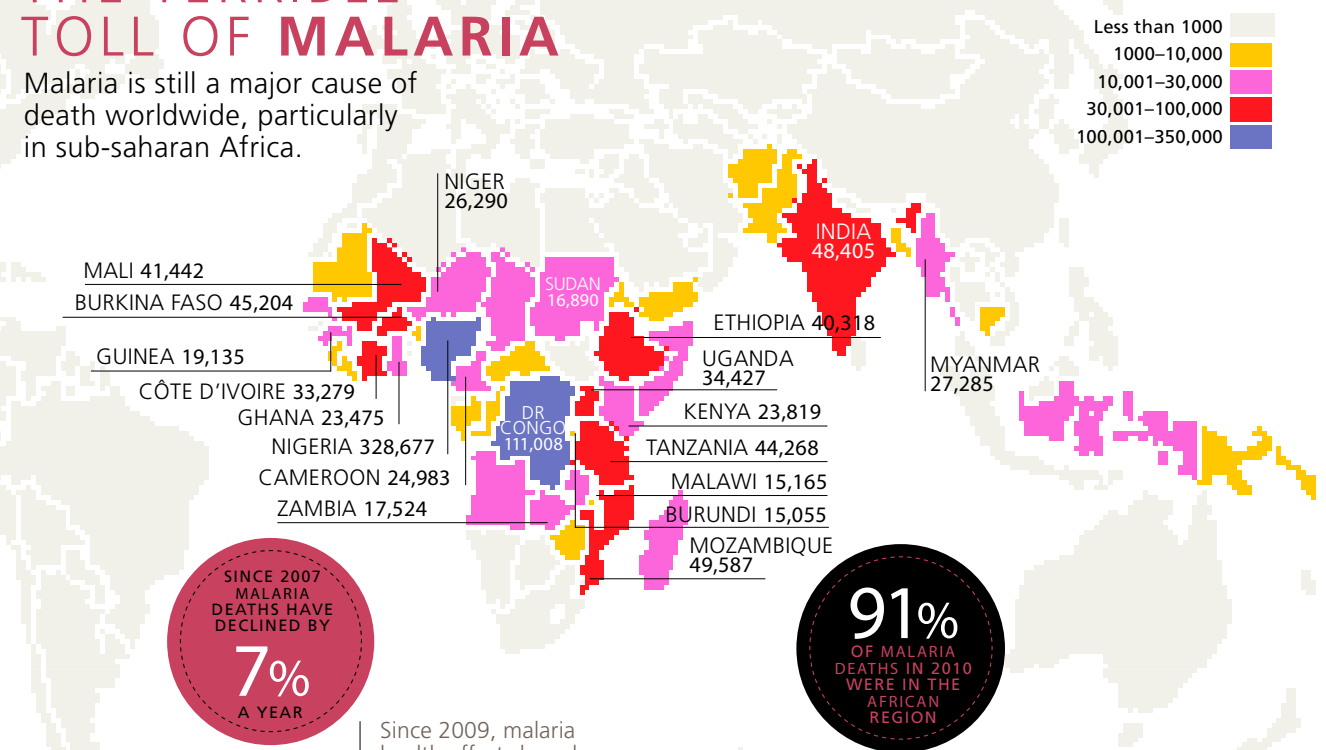 THE TERRIBLE
TOLL OF MALARIA
Malaria is still a major cause of
death worldwide, particularly
in sub-saharan Africa.
Less than 1000
1000–10,000
10,001–30,000
30,001–100,000
100,001–350,000
NIGER
26,290
INDIA
48,405
MALI 41,442
SUDAN
16,890
BURKINA FASO 45,204
ETHIOPIA 40,318
GUINEA 19,135
UGANDA
34,427
MYANMAR
27,285
CÔTE D’IVOIRE 33,279
GHANA 23,475
KENYA 23,819
DR
CONGO
111,008
NIGERIA 328,677
TANZANIA 44,268
CAMEROON 24,983
MALAWI 15,165
ZAMBIA 17,524
BURUNDI 15,055
MOZAMBIQUE
49,587
SINCE 2007
MALARIA
DEATHS HAVE
DECLINED BY
7%
A YEAR
91%
OF MALARIA
DEATHS IN 2010
WERE IN THE
AFRICAN
REGION
Since 2009, malaria